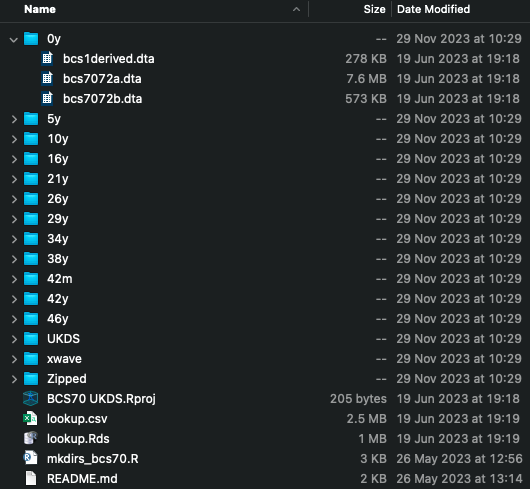 Name Size Date Modified
0y -- 29 Nov 2023 at 10:29
bcs1derived.dta 278 KB 19 Jun 2023 at 19:18
bcs7072a.dta 7.6 MB 19 Jun 2023 at 19:18
bcs7072b.dta 573 KB 19 Jun 2023 at 19:18
5y -- 29 Nov 2023 at 10:29
10y -- 29 Nov 2023 at 10:29
16y -- 29 Nov 2023 at 10:29
21y -- 29 Nov 2023 at 10:29
26y -- 29 Nov 2023 at 10:29
29y -- 29 Nov 2023 at 10:29
34y -- 29 Nov 2023 at 10:29
38y -- 29 Nov 2023 at 10:29
42m -- 29 Nov 2023 at 10:29
42y -- 29 Nov 2023 at 10:29
46y -- 29 Nov 2023 at 10:29
UKDS -- 29 Nov 2023 at 10:29
xwave -- 29 Nov 2023 at 10:29
Zipped -- 29 Nov 2023 at 10:29
BCS70 UKDS.Rproj 205 bytes 19 Jun 2023 at 19:18
lookup.csv 2.5 MB 19 Jun 2023 at 19:19
lookup.Rds 1 MB 19 Jun 2023 at 19:19
mkdirs_bcs70.R 3 KB 26 May 2023 at 12:56
README.md 2 KB 26 May 2023 at 13:14